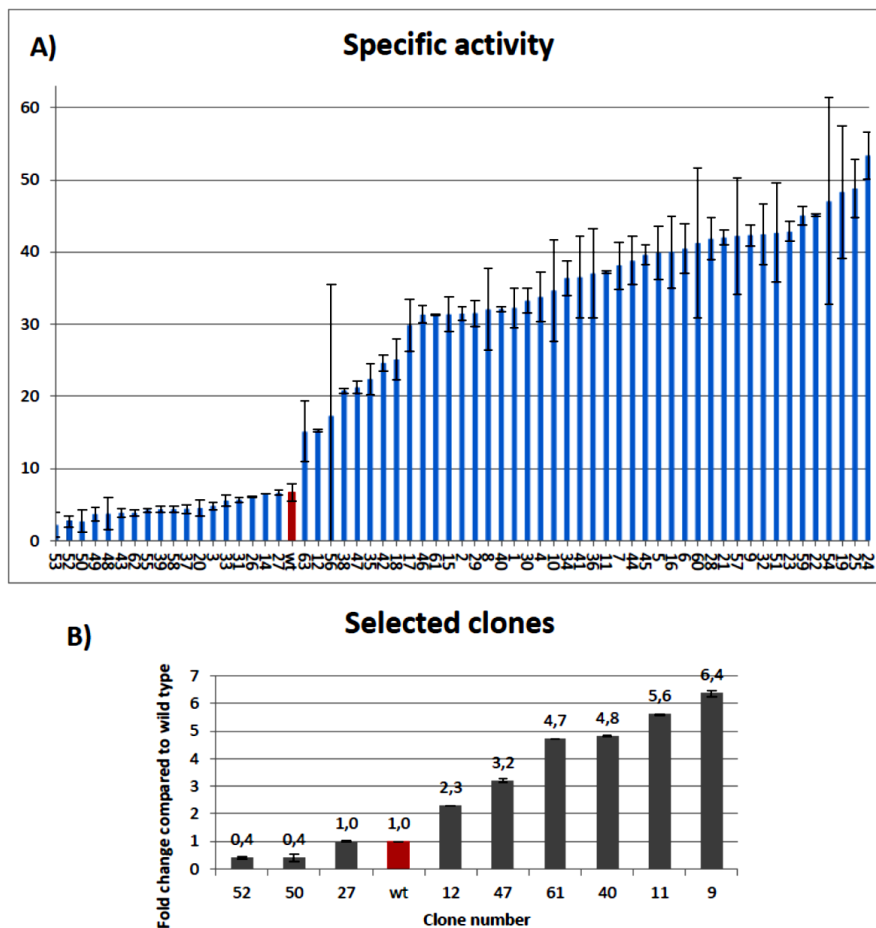 A)
Specific activity
60
50
40
30
20
10
0
53 52 50 49 48 43 62 55 39 58 37 20 3 33 31 26 14 27 wt 63 12 56 38 47 35 42 18 17 46 61 15 2 29 8 40 1 30 4 10 34 41 36 11 7 44 45 5 16 6 60 28 21 57 9 32 51 23 59 22 54 19 25 24
B)
Selected clones
Fold change compared to wild type
7
6
5
4
3
2
1
0
0,4 0,4 1,0 1,0 2,3 3,2 4,7 4,8 5,6 6,4
52 50 27 wt 12 47 61 40 11 9
Clone number